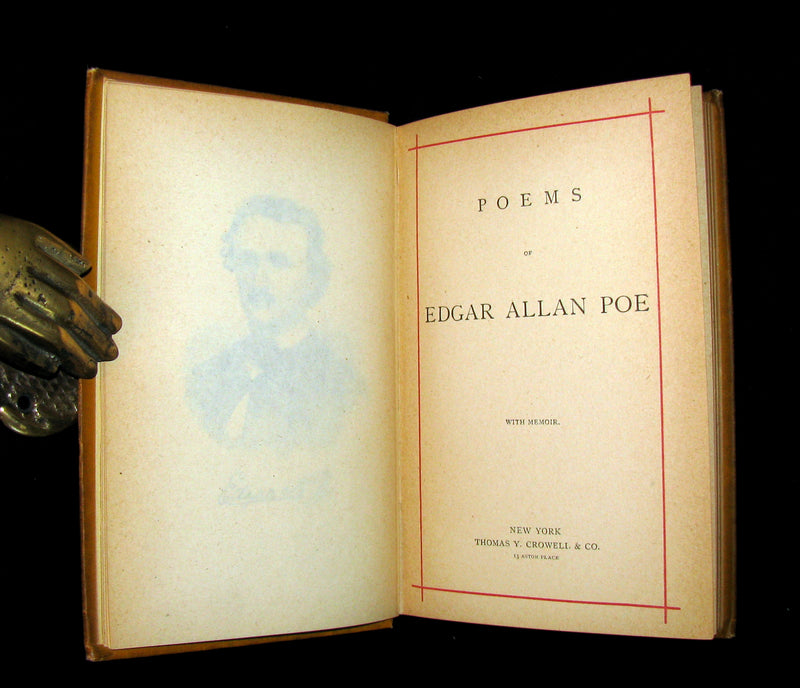 POEMS
OF
EDGAR ALLAN POE
WITH MEMOIR.
NEW YORK
THOMAS Y. CROWELL & CO.
13 ASTOR PLACE